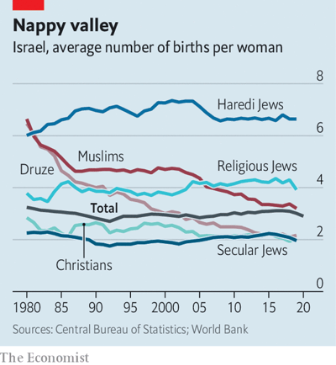 Nappy valley
Israel, average number of births per woman
8
Haredi Jews
6
Muslims
Religious Jews
Druze
4
Total
2
Secular Jews
Christians
0
1980 85 90 95 2000 05 10 15 20
Sources: Central Bureau of Statistics; World Bank
The Economist